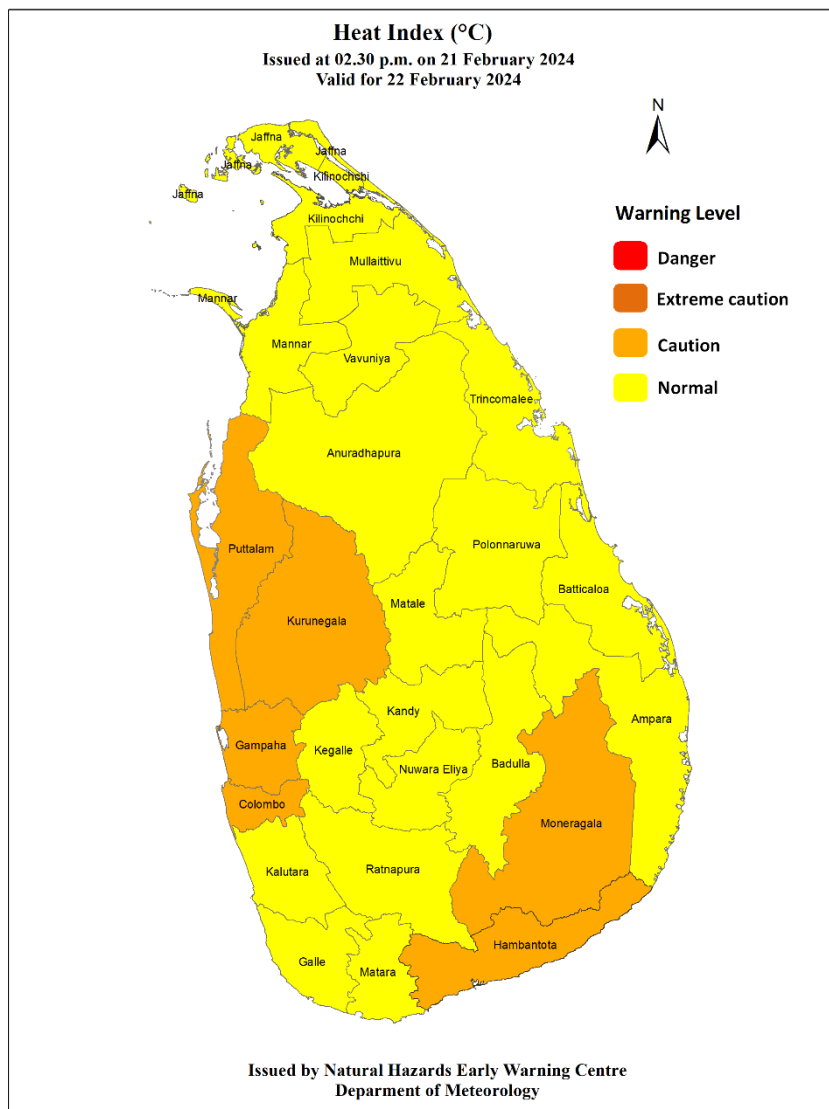 Heat Index (°C)
Issued at 02.30 p.m. on 21 February 2024
Valid for 22 February 2024
N
Jaffna
Jaffna
Jaffna
Kilinochchi
Jaffna
Kilinochchi
Warning Level
Danger
Mullaittivu
Extreme caution
Mannar
Caution
Mannar
Vavuniya
Normal
Trincomalee
Anuradhapura
Puttalam
Polonnaruwa
Batticaloa
Matale
Kurunegala
Kandy
Ampara
Gampaha
Kegalle
Nuwara Eliya
Badulla
Colombo
Moneragala
Kalutara
Ratnapura
Hambantota
Galle
Matara
Issued by Natural Hazards Early Warning Centre
Deparment of Meteorology